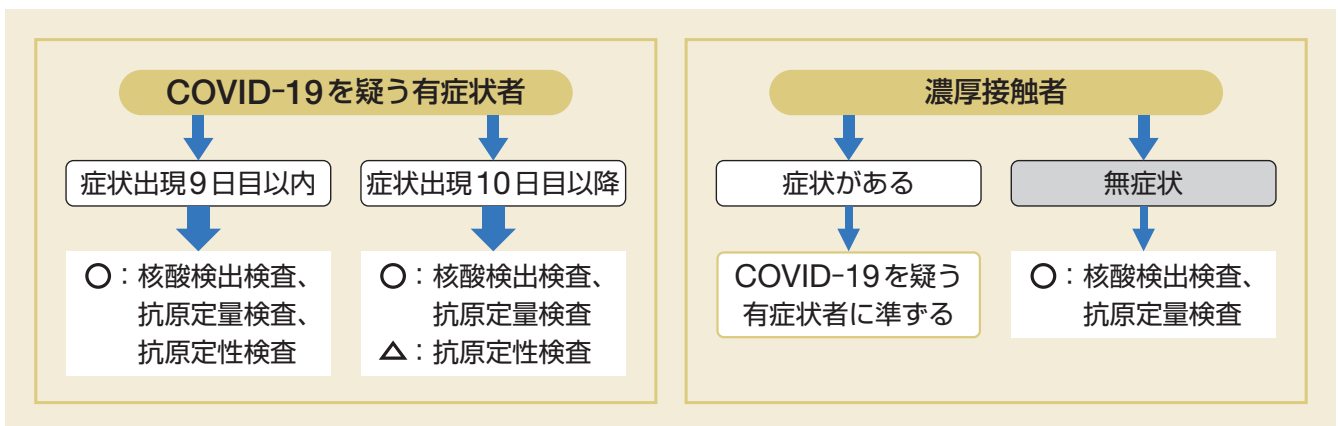 COVID-19を疑う有症状者
症状出現9日目以内
○：核酸検出検査、
抗原定量検査、
抗原定性検査
症状出現10日目以降
○：核酸検出検査、
抗原定量検査
△：抗原定性検査
濃厚接触者
症状がある
COVID-19を疑う
有症状者に準ずる
無症状
○：核酸検出検査、
抗原定量検査